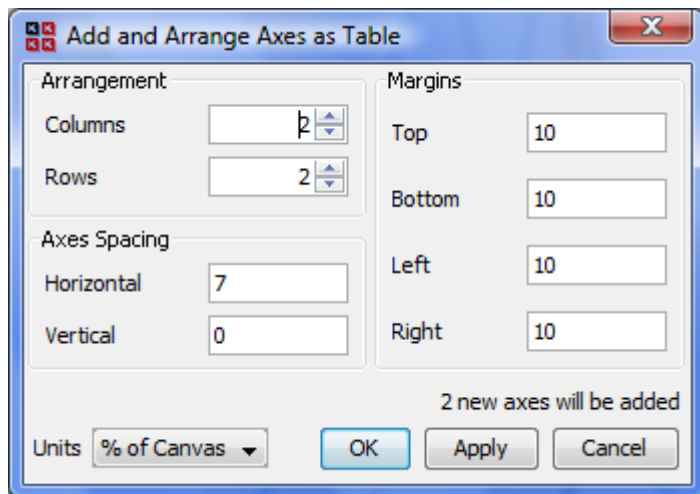 Add and Arrange Axes as Table
Arrangement
Columns 2
Rows 2
Axes Spacing
Horizontal 7
Vertical 0
Margins
Top 10
Bottom 10
Left 10
Right 10
2 new axes will be added
Units % of Canvas OK Apply Cancel